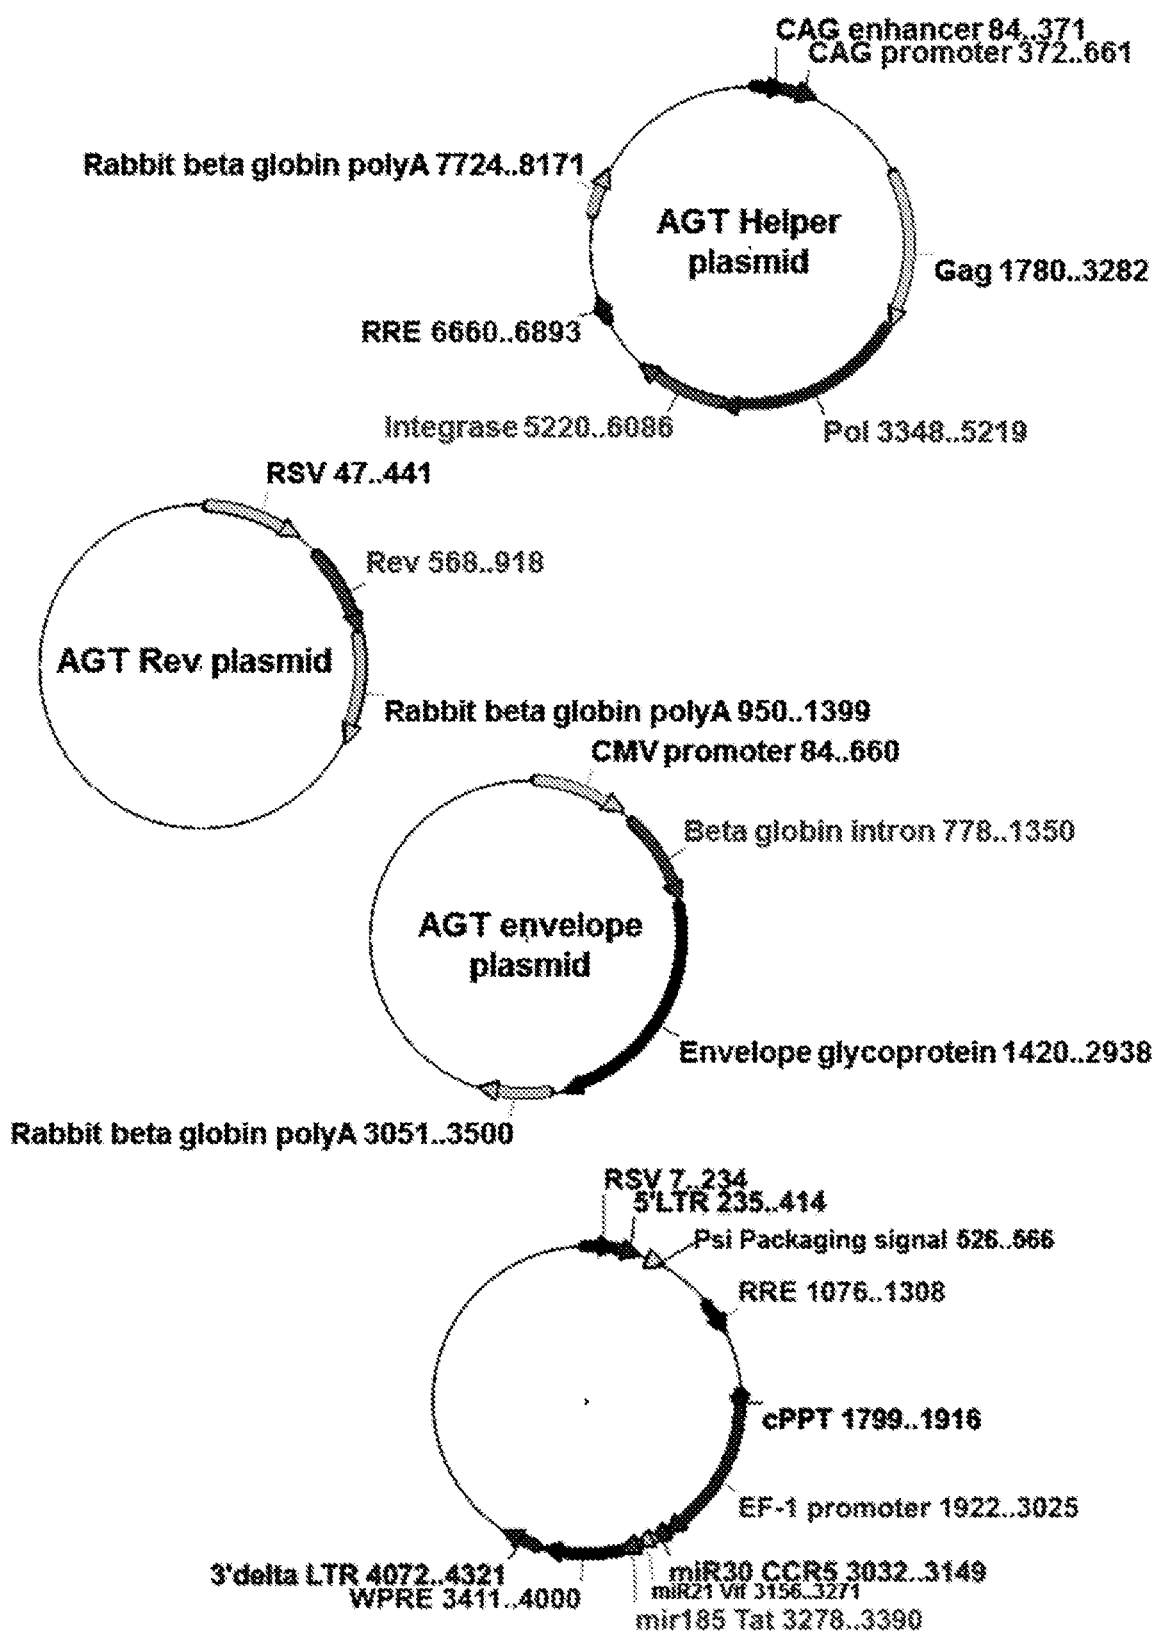 CAG enhancer 84..371
CAG promoter 372..661
Rabbit beta globin polyA 7724..8171
AGT Helper
plasmid
Gag 1780..3282
RRE 6660..6893
Integrase 5220..6086
Pol 3348..5219
RSV 47..441
Rev 568..918
AGT Rev plasmid
Rabbit beta globin polyA 950..1399
CMV promoter 84..660
Beta globin intron 778..1350
AGT envelope
plasmid
Envelope glycoprotein 1420..2938
Rabbit beta globin polyA 3051..3500
RSV 7..234
5'LTR 235..414
Psi Packaging signal 526..566
RRE 1076..1308
cPPT 1799..1916
EF-1 promoter 1922..3025
miR30 CCR5 3032..3149
3'delta LTR 4072..4321
miR21 Vif 3156..3271
WPRE 3411..4000
mir185 Tat 3278..3390